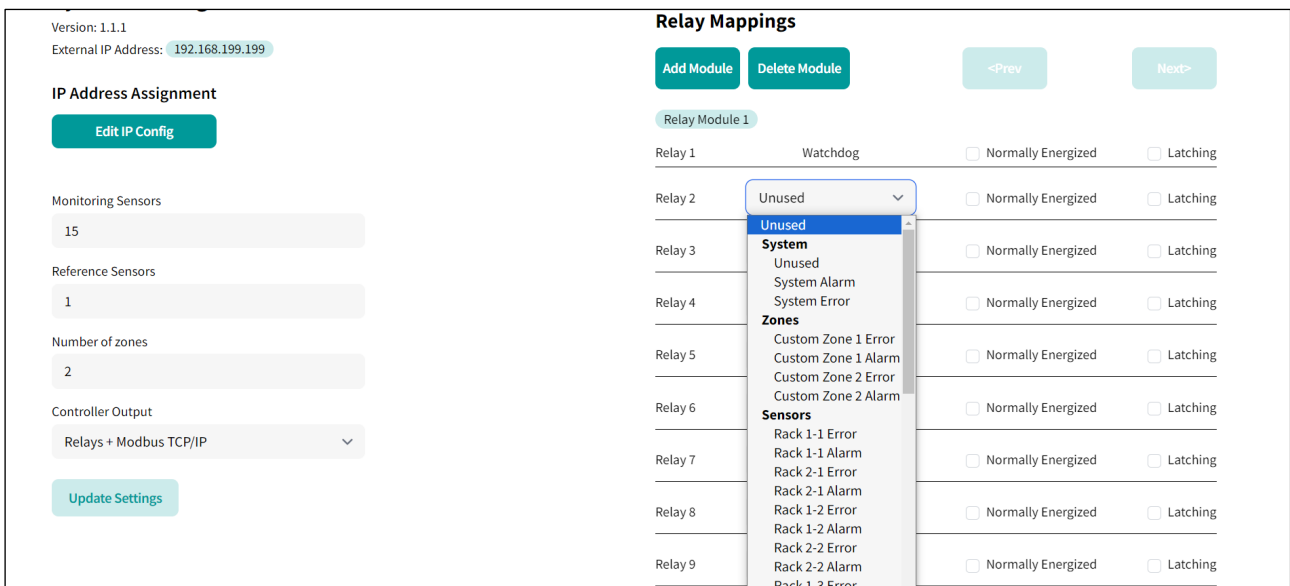 Version: 1.1.1
External IP Address: 192.168.199.199
IP Address Assignment
Edit IP Config
Monitoring Sensors
15
Reference Sensors
1
Number of zones
2
Controller Output
Relays + Modbus TCP/IP
Update Settings
Relay Mappings
Add Module Delete Module <Prev Next>
Relay Module 1
Relay 1 Watchdog Normally Energized Latching
Relay 2 Unused Normally Energized Latching
Unused
System
Unused
System Alarm
System Error
Zones
Custom Zone 1 Error
Custom Zone 1 Alarm
Custom Zone 2 Error
Custom Zone 2 Alarm
Sensors
Rack 1-1 Error
Rack 1-1 Alarm
Rack 2-1 Error
Rack 2-1 Alarm
Rack 1-2 Error
Rack 1-2 Alarm
Rack 2-2 Error
Rack 2-2 Alarm
Rack 1-3 Error
Relay 3 Normally Energized Latching
Relay 4 Normally Energized Latching
Relay 5 Normally Energized Latching
Relay 6 Normally Energized Latching
Relay 7 Normally Energized Latching
Relay 8 Normally Energized Latching
Relay 9 Normally Energized Latching